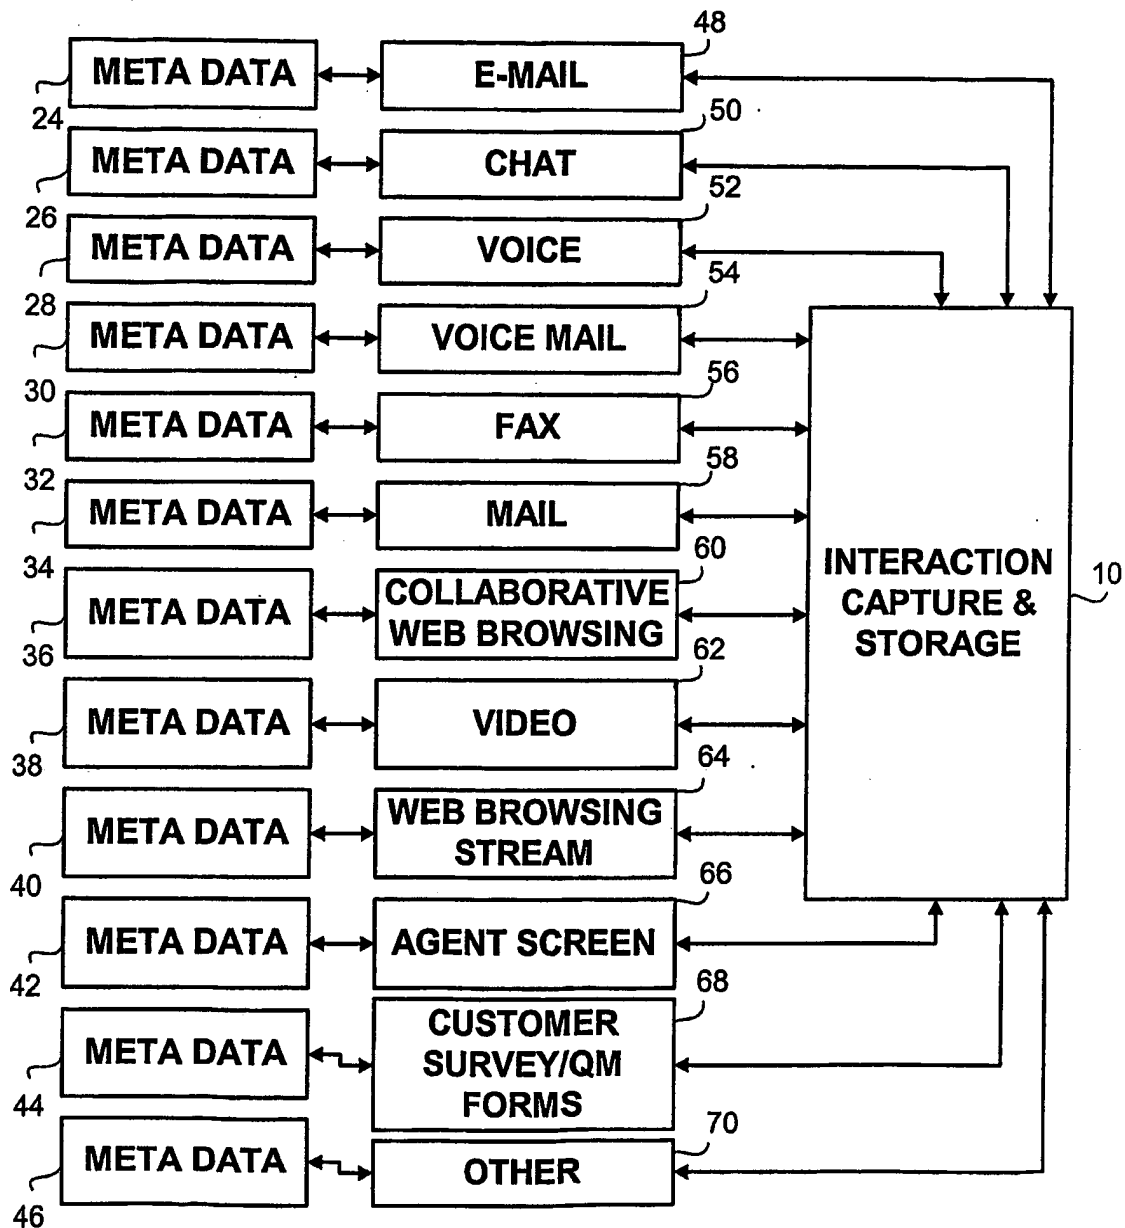 48
META DATA
E-MAIL
24
50
META DATA
CHAT
26
52
META DATA
VOICE
28
54
META DATA
VOICE MAIL
30
56
META DATA
FAX
32
58
META DATA
MAIL
34
60
META DATA
COLLABORATIVE
WEB BROWSING
36
62
META DATA
VIDEO
38
64
META DATA
WEB BROWSING
STREAM
40
66
META DATA
AGENT SCREEN
42
68
META DATA
CUSTOMER
SURVEY/QM
FORMS
44
70
META DATA
OTHER
46
INTERACTION
CAPTURE &
STORAGE
10